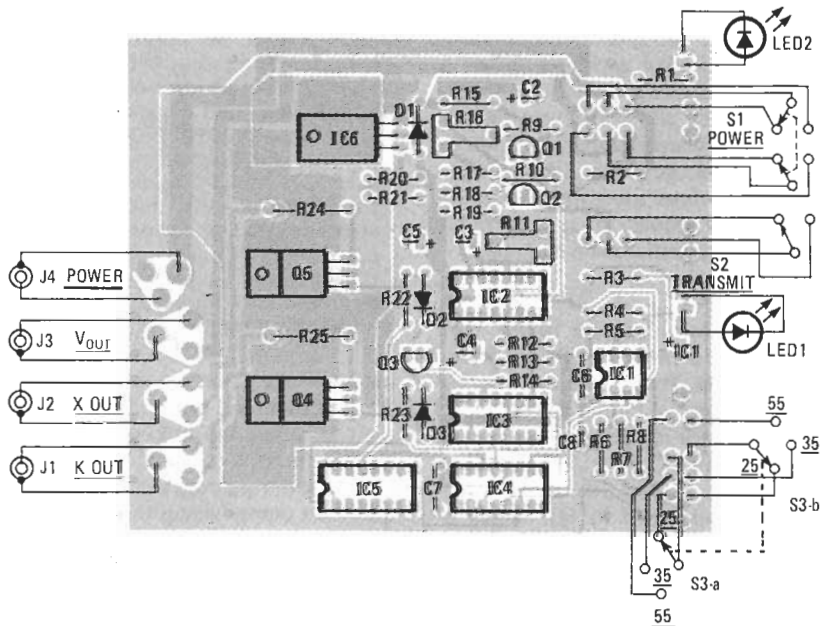 LED2
R1
C2
R15
D1
R16
S1
POWER
R9
IC6
Q1
R17
R10
R20
R2
R18
Q2
R21
R19
R24
C5
C3
R11
S2
TRANSMIT
J4 POWER
Q5
R3
R22
IC2
D2
R4
J3 VOUT
R5
R25
R12
C4
IC1
LED1
Q3
R13
C6
IC1
R14
J2 X OUT
Q4
R23
IC3
D3
C8
R6
R8
55
J1 K OUT
R7
35
25
IC5
C7
IC4
S3-b
25
35
S3-a
55